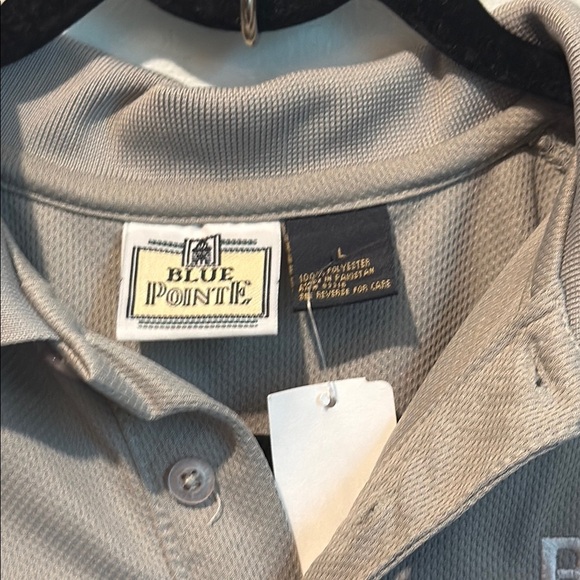 BLUE
POINTE
L
100% POLYESTER
MADE IN PAKISTAN
SEE REVERSE FOR CARE